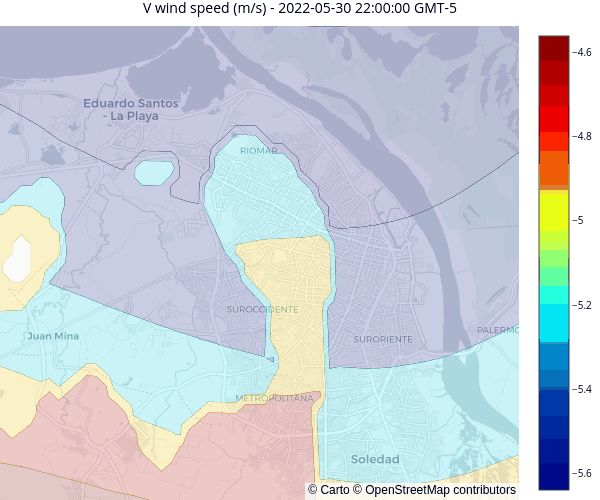 V wind speed (m/s) - 2022-05-30 22:00:00 GMT-5
−4.6
Eduardo Santos
- La Playa
−4.8
RIOMAR
−5
−5.2
SUROCCIDENTE
Juan Mina
SURORIENTE
PALERMO
−5.4
METROPOLITANA
Soledad
−5.6
© Carto © OpenStreetMap contributors